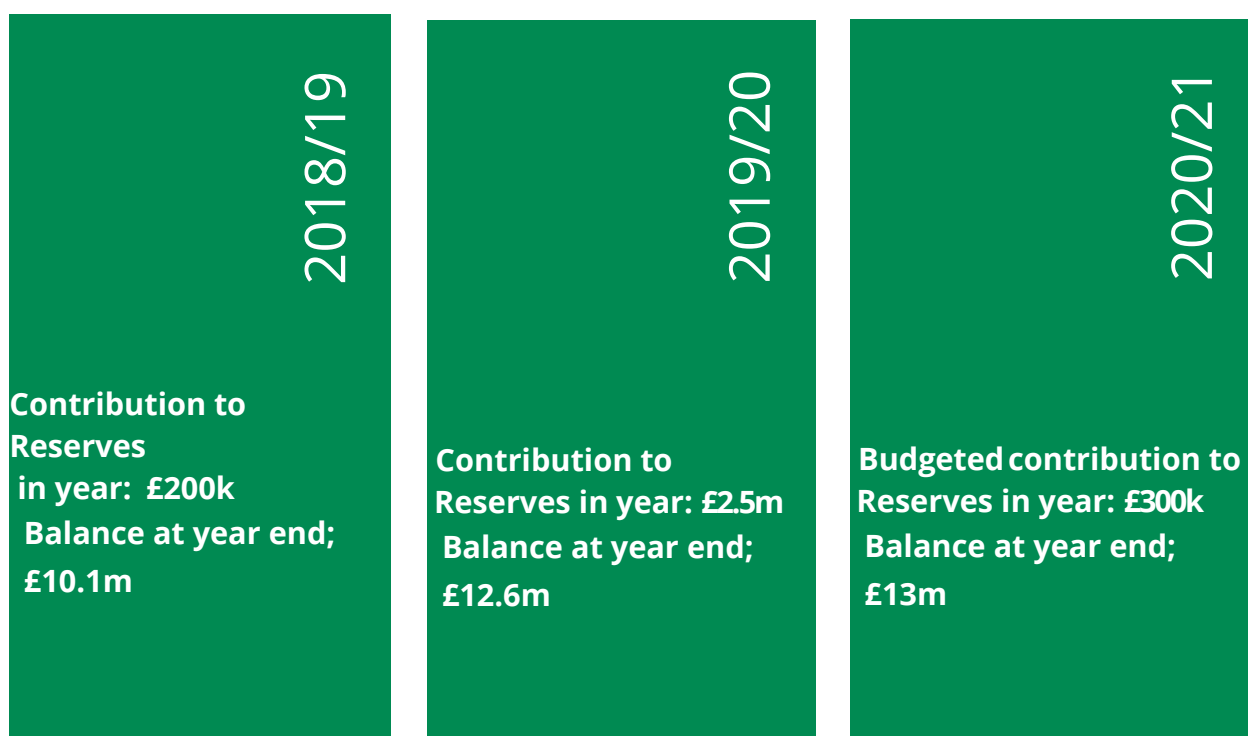 2018/19
Contribution to
Reserves
in year: £200k
Balance at year end;
£10.1m
2019/20
Contribution to
Reserves in year: £2.5m
Balance at year end;
£12.6m
2020/21
Budgeted contribution to
Reserves in year: £300k
Balance at year end;
£13m